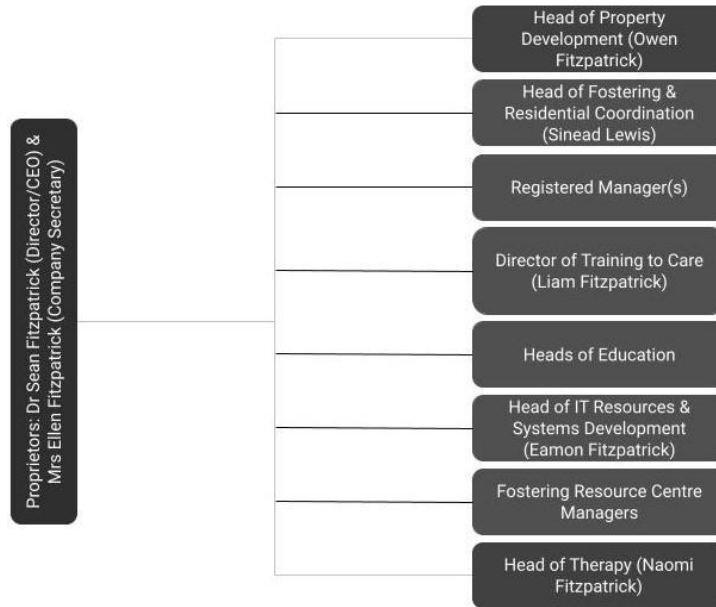 Proprietors: Dr Sean Fitzpatrick (Director/CEO) &
Mrs Ellen Fitzpatrick (Company Secretary)
Head of Property
Development (Owen
Fitzpatrick)
Head of Fostering &
Residential Coordination
(Sinead Lewis)
Registered Manager(s)
Director of Training to Care
(Liam Fitzpatrick)
Heads of Education
Head of IT Resources &
Systems Development
(Eamon Fitzpatrick)
Fostering Resource Centre
Managers
Head of Therapy (Naomi
Fitzpatrick)